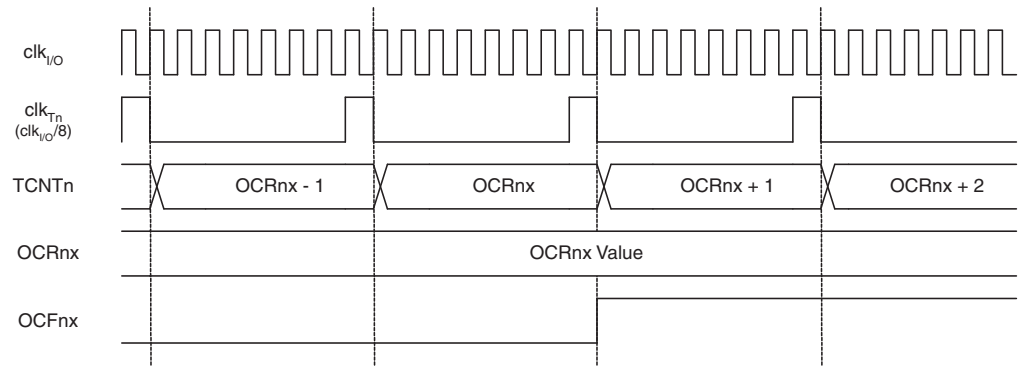 clkI/O
clkTn
(clkI/O/8)
TCNTn OCRnx - 1 OCRnx OCRnx + 1 OCRnx + 2
OCRnx OCRnx Value
OCFnx